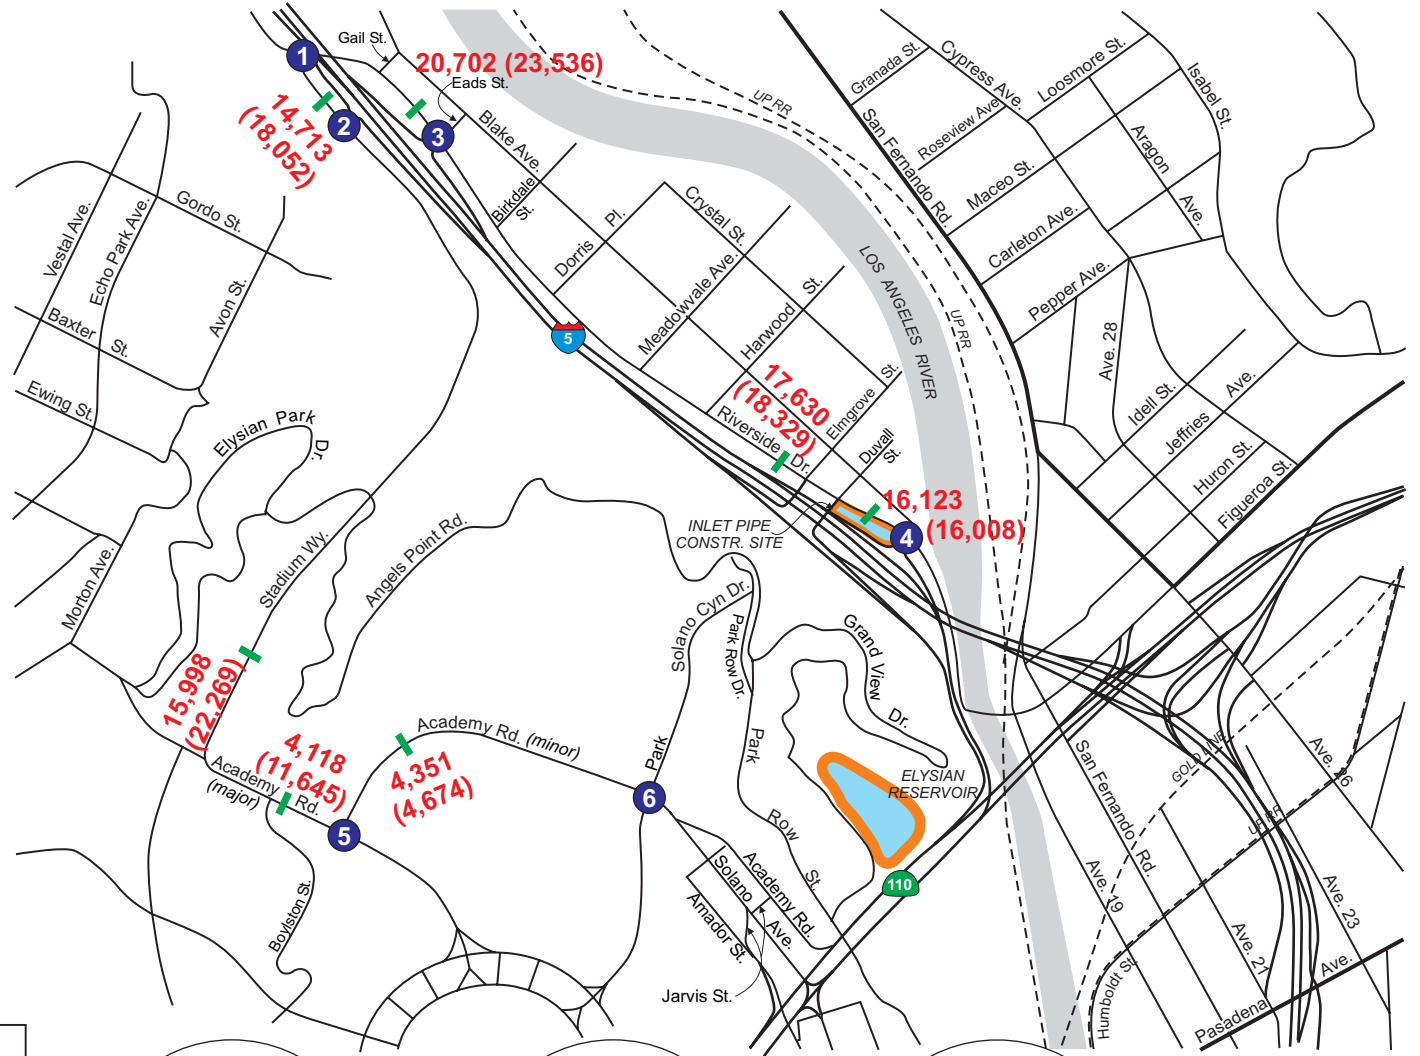 Gail St.
20,702 (23,536)
Eads St.
1
14,713
(18,052)
2
3
Blake Ave.
UP RR
Granada St.
Cypress Ave.
Loosmore St.
Isabel St.
Roseview Ave.
San Fernando Rd.
Aragon
Ave.
Maceo St.
Carleton Ave.
Pepper Ave.
Vestal Ave.
Echo Park Ave.
Gordo St.
Avon St.
Baxter
St.
Ewing St.
Birkdale
St.
Dorris
Pl.
Crystal St.
Meadowvale Ave.
Harwood
St.
LOS ANGELES RIVER
UP RR
5
Ave. 28
Idell St.
Jeffries
Ave.
Huron St.
Figueroa St.
17,630
(18,329)
Riverside
Dr.
Elmgrove
St.
Duvall
St.
Elysian Park
Dr.
16,123
(16,008)
4
INLET PIPE
CONSTR. SITE
Morton Ave.
Stadium Wy.
Angels Point Rd.
Solano Cyn Dr.
Park Row Dr.
Grand View
Dr.
15,998
(22,269)
4,118
(11,645)
Academy
Rd.
(major)
5
Academy Rd. (minor)
4,351
(4,674)
Park
6
Park
Row
St.
ELYSIAN
RESERVOIR
110
Boylston St.
Solano
Ave.
Academy Rd.
Amador St.
Jarvis St.
San Fernando
Rd.
GOLD LINE
UP RR
Ave. 26
Ave. 19
Ave. 21
Ave. 23
Humboldt St.
Pasadena
Ave.